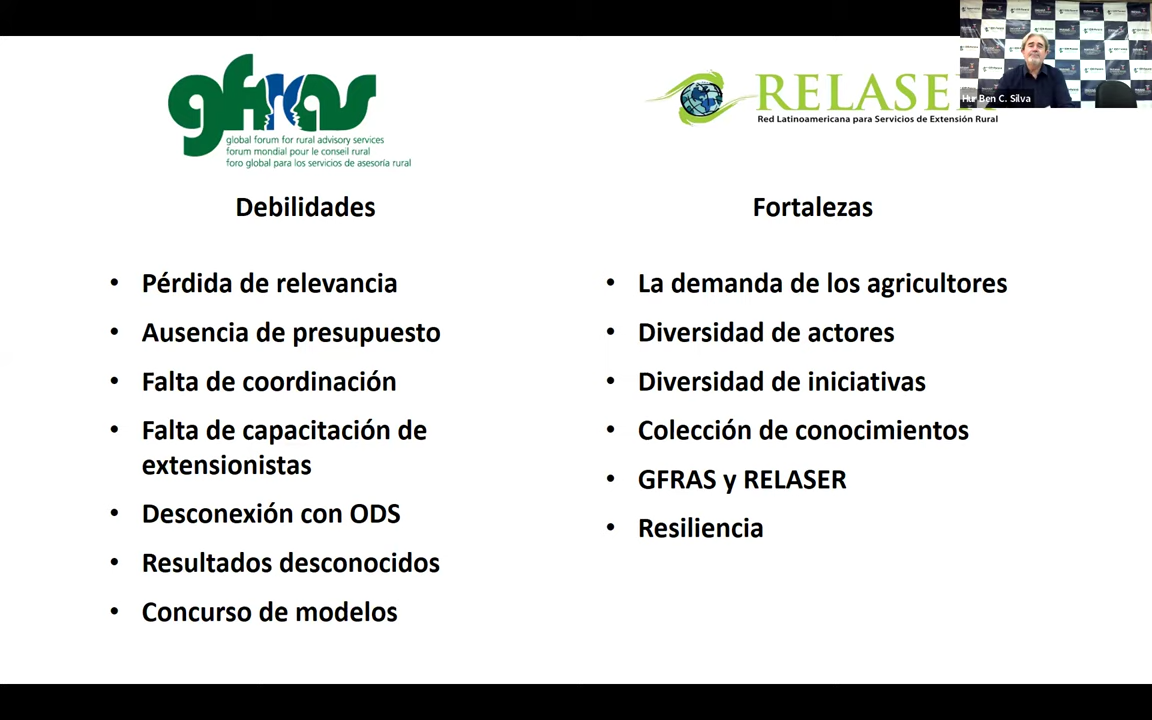 gfras
global forum for rural advisory services
forum mondial pour le conseil rural
foro global para los servicios de asesoría rural
RELASE
Red Latinoamericana para Servicios de Extensión Rural
Hur Ben C. Silva
Debilidades
• Pérdida de relevancia
• Ausencia de presupuesto
• Falta de coordinación
• Falta de capacitación de
extensionistas
• Desconexión con ODS
• Resultados desconocidos
• Concurso de modelos
Fortalezas
• La demanda de los agricultores
• Diversidad de actores
• Diversidad de iniciativas
• Colección de conocimientos
• GFRAS y RELASER
• Resiliencia